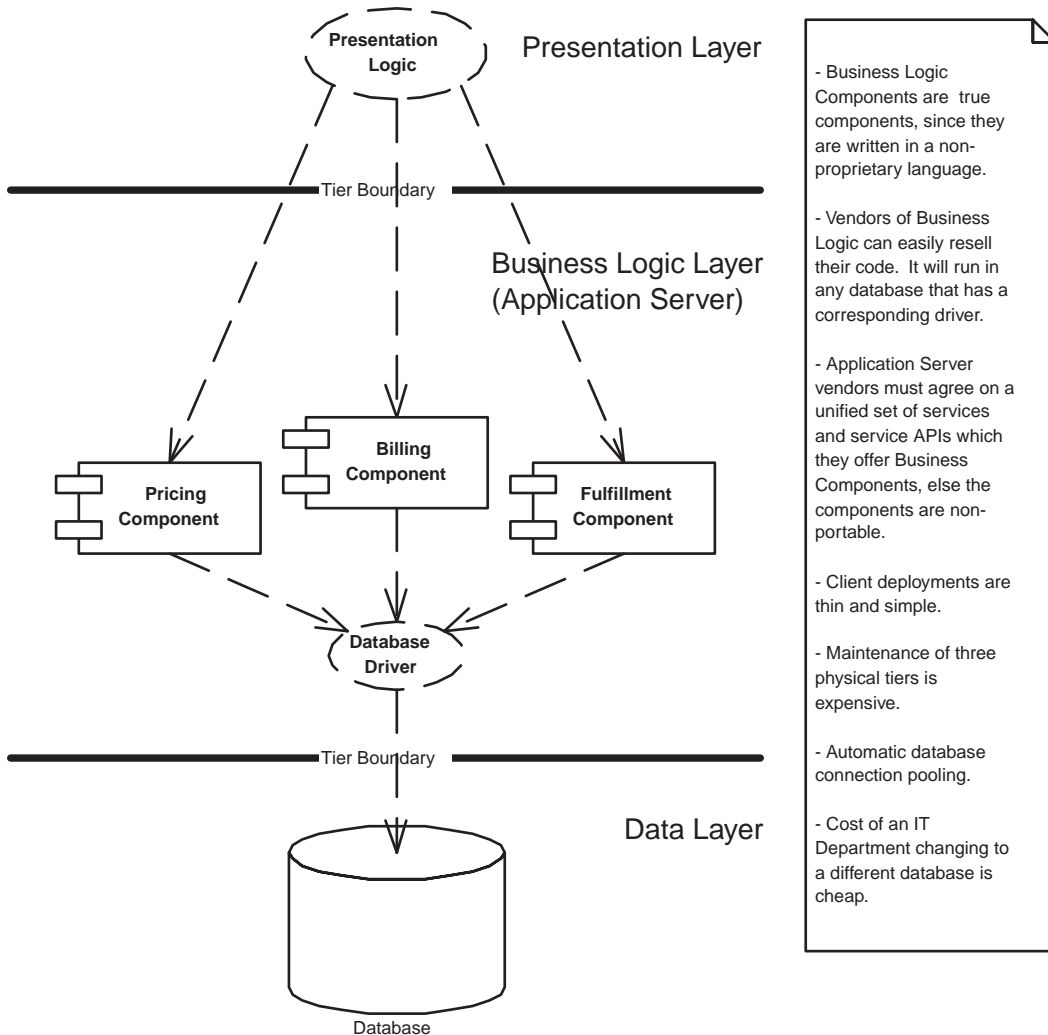 Presentation
Logic
Presentation Layer
Tier Boundary
Business Logic Layer
(Application Server)
Billing
Component
Pricing
Component
Fulfillment
Component
Database
Driver
Tier Boundary
Data Layer
Database
- Business Logic
Components are  true
components, since they
are written in a non-
proprietary language.
- Vendors of Business
Logic can easily resell
their code.  It will run in
any database that has a
corresponding driver.
- Application Server
vendors must agree on a
unified set of services
and service APIs which
they offer Business
Components, else the
components are non-
portable.
- Client deployments are
thin and simple.
- Maintenance of three
physical tiers is
expensive.
- Automatic database
connection pooling.
- Cost of an IT
Department changing to
a different database is
cheap.